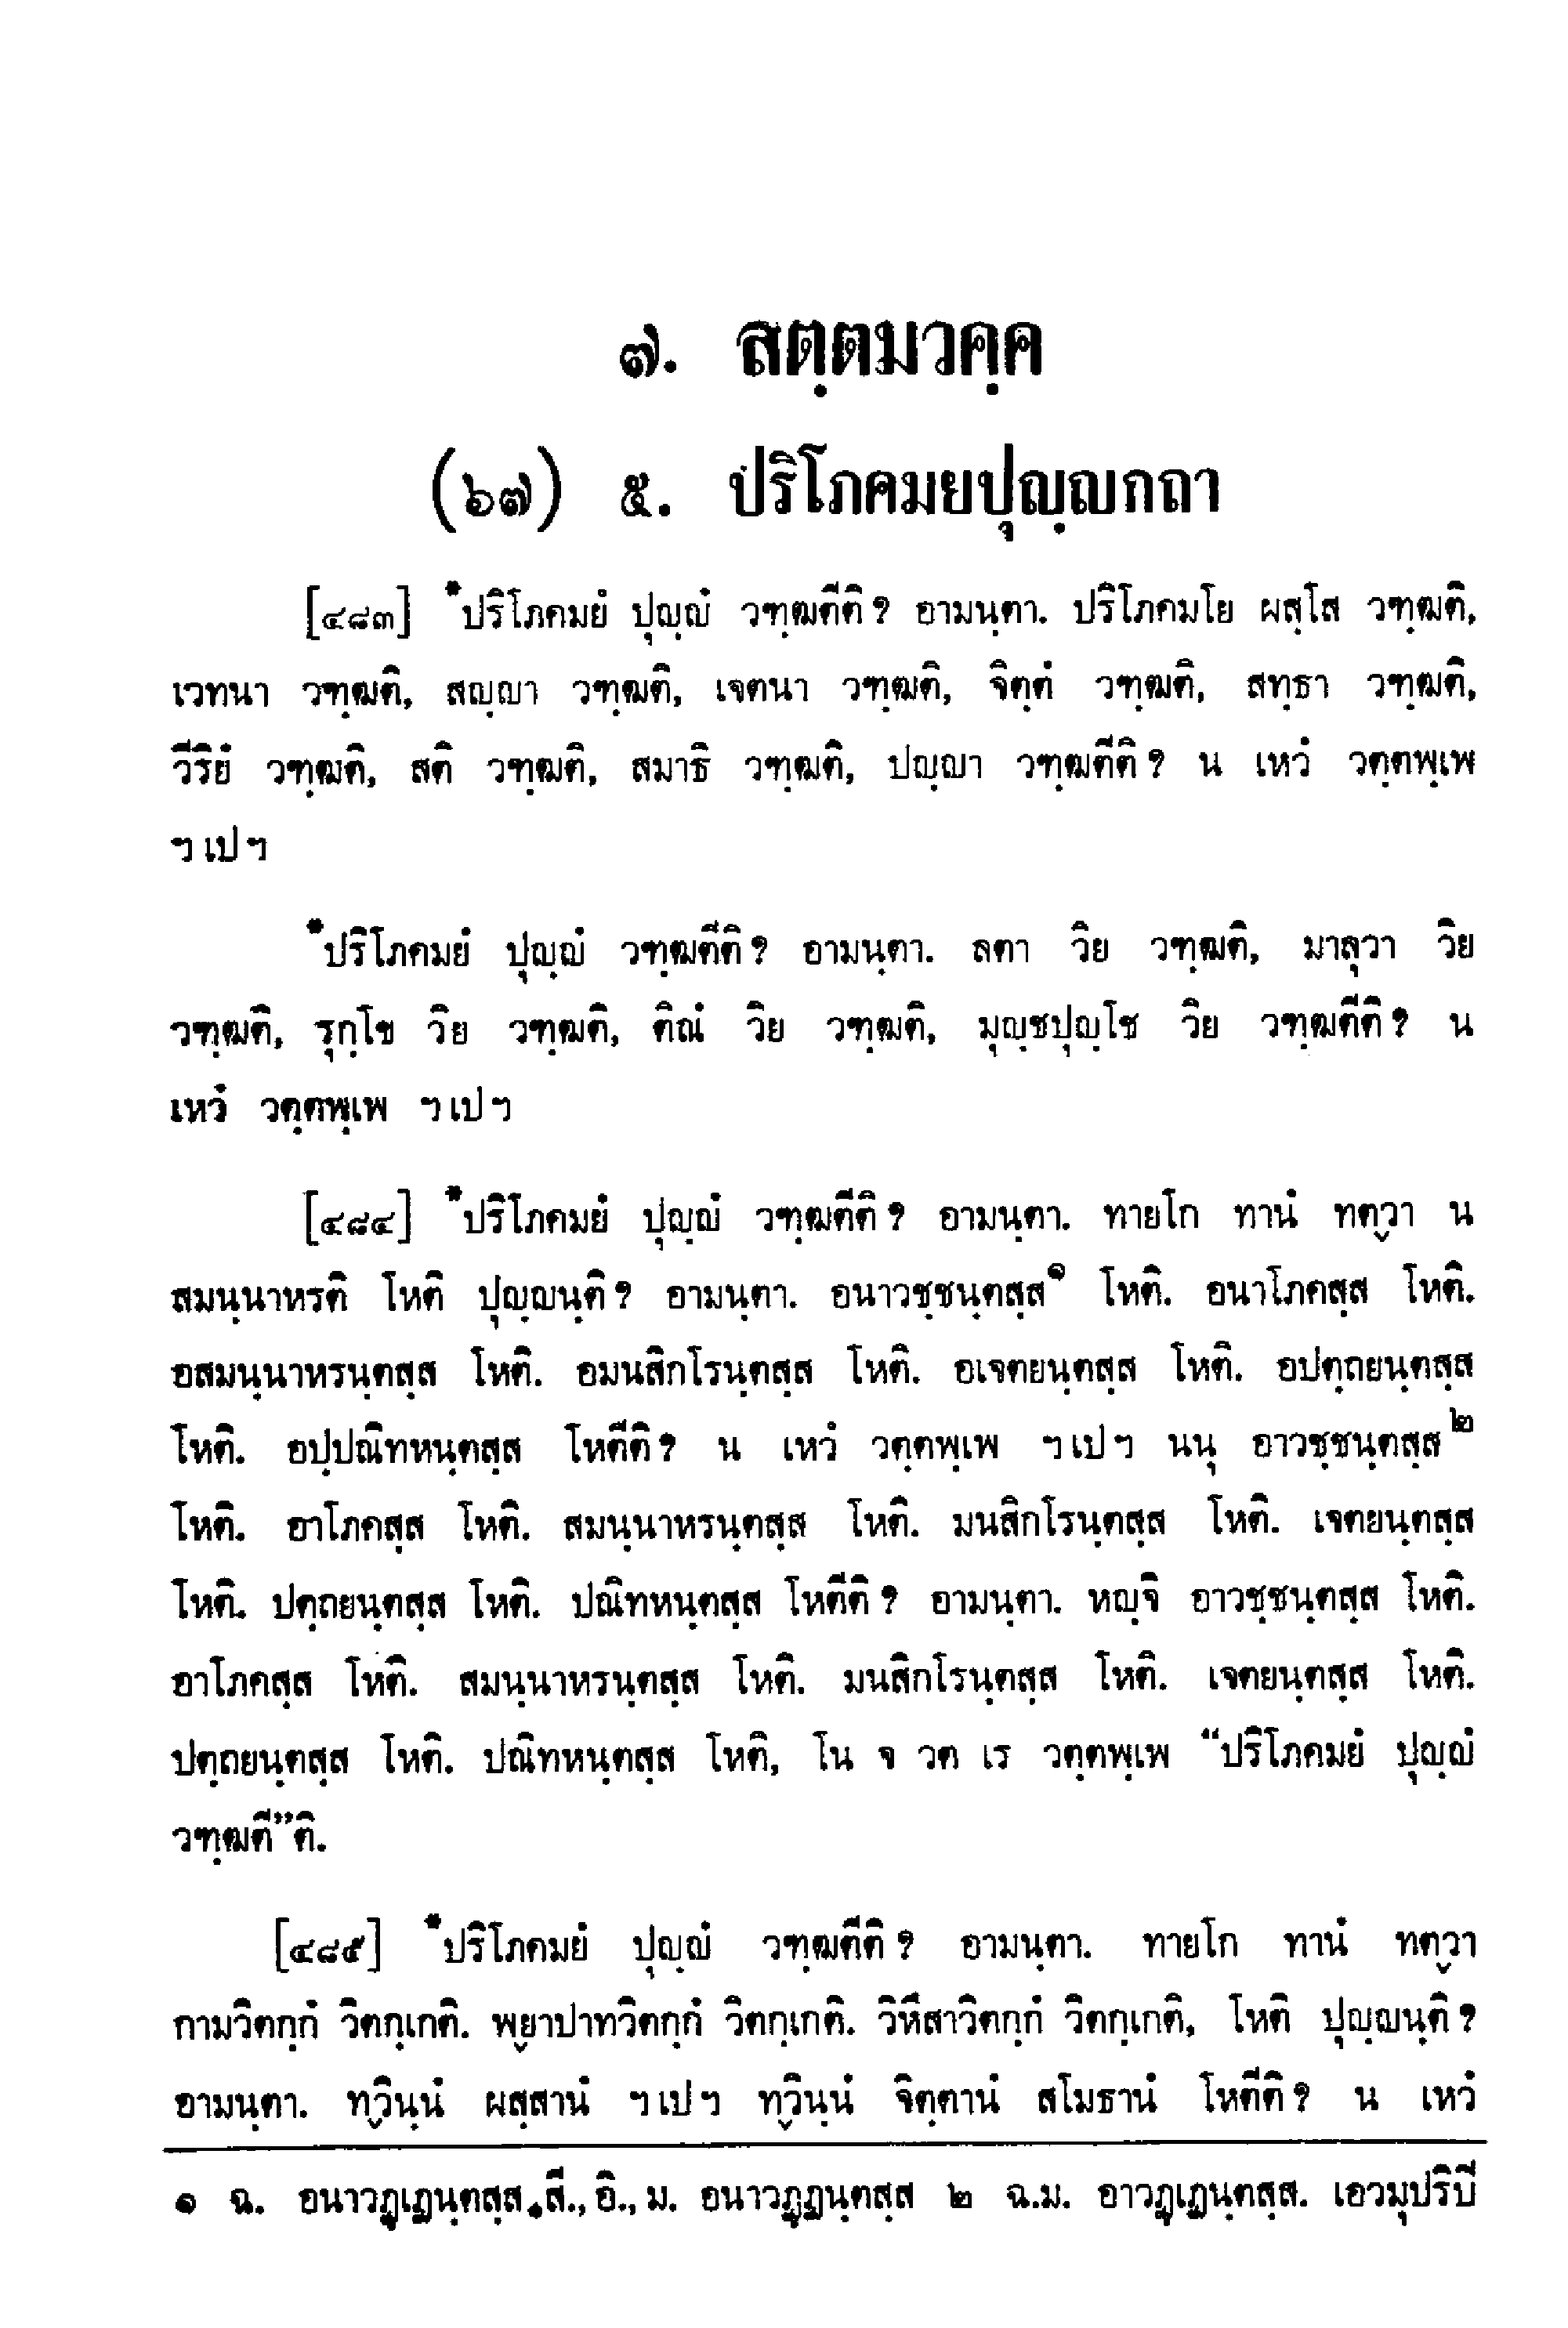 ๗. สตฺตมวคฺค
(๖๗) ๕. ปริโภคมยปุญฺญกถา
[๔๘๓] *ปริโภคมยํ ปุญฺญํ วฑฺฒตีติ? อามนฺตา. ปริโภคมโย ผสฺโส วฑฺฒติ,
เวทนา วฑฺฒติ, สญฺญา วฑฺฒติ, เจตนา วฑฺฒติ, จิตฺตํ วฑฺฒติ, สทฺธา วฑฺฒติ,
วีริยํ วฑฺฒติ, สติ วฑฺฒติ, สมาธิ วฑฺฒติ, ปญฺญา วฑฺฒตีติ? น เหวํ วตฺตพฺเพ
ฯเปฯ
*ปริโภคมยํ ปุญฺญํ วฑฺฒตีติ? อามนฺตา. ลตา วิย วฑฺฒติ, มาลุวา วิย
วฑฺฒติ, รุกฺโข วิย วฑฺฒติ, ติณํ วิย วฑฺฒติ, มุญฺชปุญฺโช วิย วฑฺฒตีติ? น
เหวํ วตฺตพฺเพ ฯเปฯ
[๔๘๔] *ปริโภคมยํ ปุญฺญํ วฑฺฒตีติ? อามนฺตา. ทายโก ทานํ ทตฺวา น
สมนฺนาหรติ โหติ ปุญฺญนฺติ? อามนฺตา. อนาวชฺชนฺตสฺส๑ โหติ. อนาโภคสฺส โหติ.
อสมนฺนาหรนฺตสฺส โหติ. อมนสิกโรนฺตสฺส โหติ. อเจตยนฺตสฺส โหติ. อปตฺถยนฺตสฺส
โหติ. อปฺปณิทหนฺตสฺส โหตีติ? น เหวํ วตฺตพฺเพ ฯเปฯ นนุ อาวชฺชนฺตสฺส๒
โหติ. อาโภคสฺส โหติ. สมนฺนาหรนฺตสฺส โหติ. มนสิกโรนฺตสฺส โหติ. เจตยนฺตสฺส
โหติ. ปตฺถยนฺตสฺส โหติ. ปณิทหนฺตสฺส โหตีติ? อามนฺตา. หญฺจิ อาวชฺชนฺตสฺส โหติ.
อาโภคสฺส โหติ. สมนฺนาหรนฺตสฺส โหติ. มนสิกโรนฺตสฺส โหติ. เจตยนฺตสฺส โหติ.
ปตฺถยนฺตสฺส โหติ. ปณิทหนฺตสฺส โหติ, โน จ วต เร วตฺตพฺเพ “ปริโภคมยํ ปุญฺญํ
วฑฺฒตี”ติ.
[๔๘๕] *ปริโภคมยํ ปุญฺญํ วฑฺฒตีติ? อามนฺตา. ทายโก ทานํ ทตฺวา
กามวิตกฺกํ วิตกฺเกติ. พฺยาปาทวิตกฺกํ วิตกฺเกติ. วิหึสาวิตกฺกํ วิตกฺเกติ, โหติ ปุญฺญนฺติ?
อามนฺตา. ทฺวินฺนํ ผสฺสานํ ฯเปฯ ทฺวินฺนํ จิตฺตานํ สโมธานํ โหตีติ? น เหวํ
๑ ฉ. อนาวฏฺเฏนฺตสฺส. สี., อิ., ม. อนาวฏฺฏนฺตสฺส ๒ ฉ.ม. อาวฏฺเฏนฺตสฺส. เอวมุปริปี